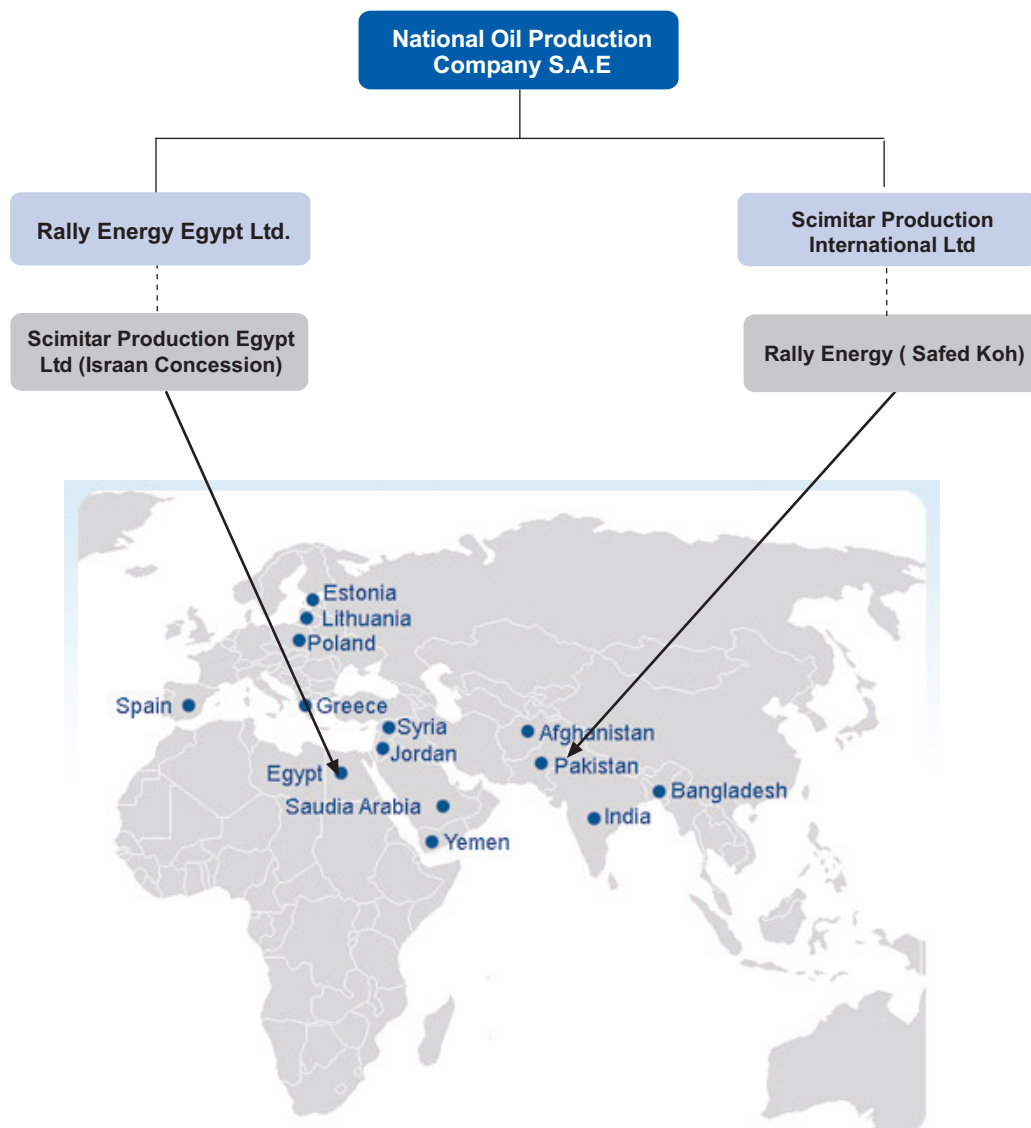 National Oil Production
Company S.A.E
Rally Energy Egypt Ltd.
Scimitar Production
International Ltd
Scimitar Production Egypt
Ltd (Israan Concession)
Rally Energy ( Safed Koh)
Estonia
Lithuania
Poland
Spain
Greece
Syria
Jordan
Afghanistan
Egypt
Pakistan
Saudia Arabia
Bangladesh
India
Yemen